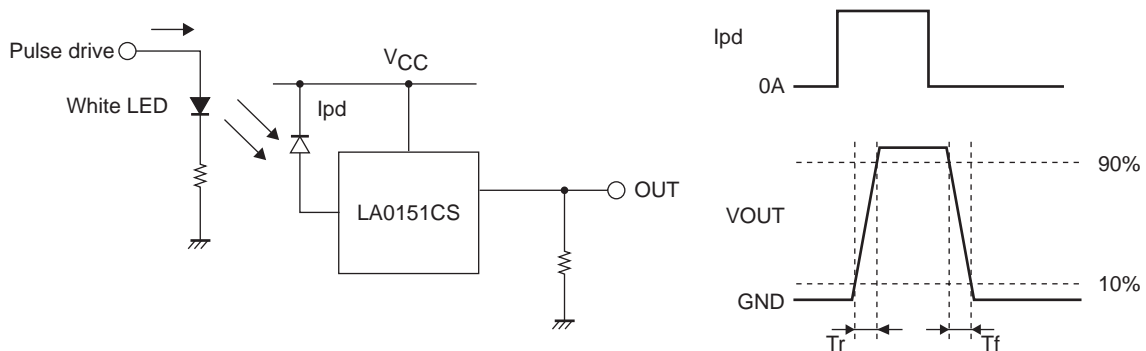 Pulse drive
White LED
VCC
Ipd
LA0151CS
OUT
Ipd
0A
90%
VOUT
10%
GND
Tr
Tf